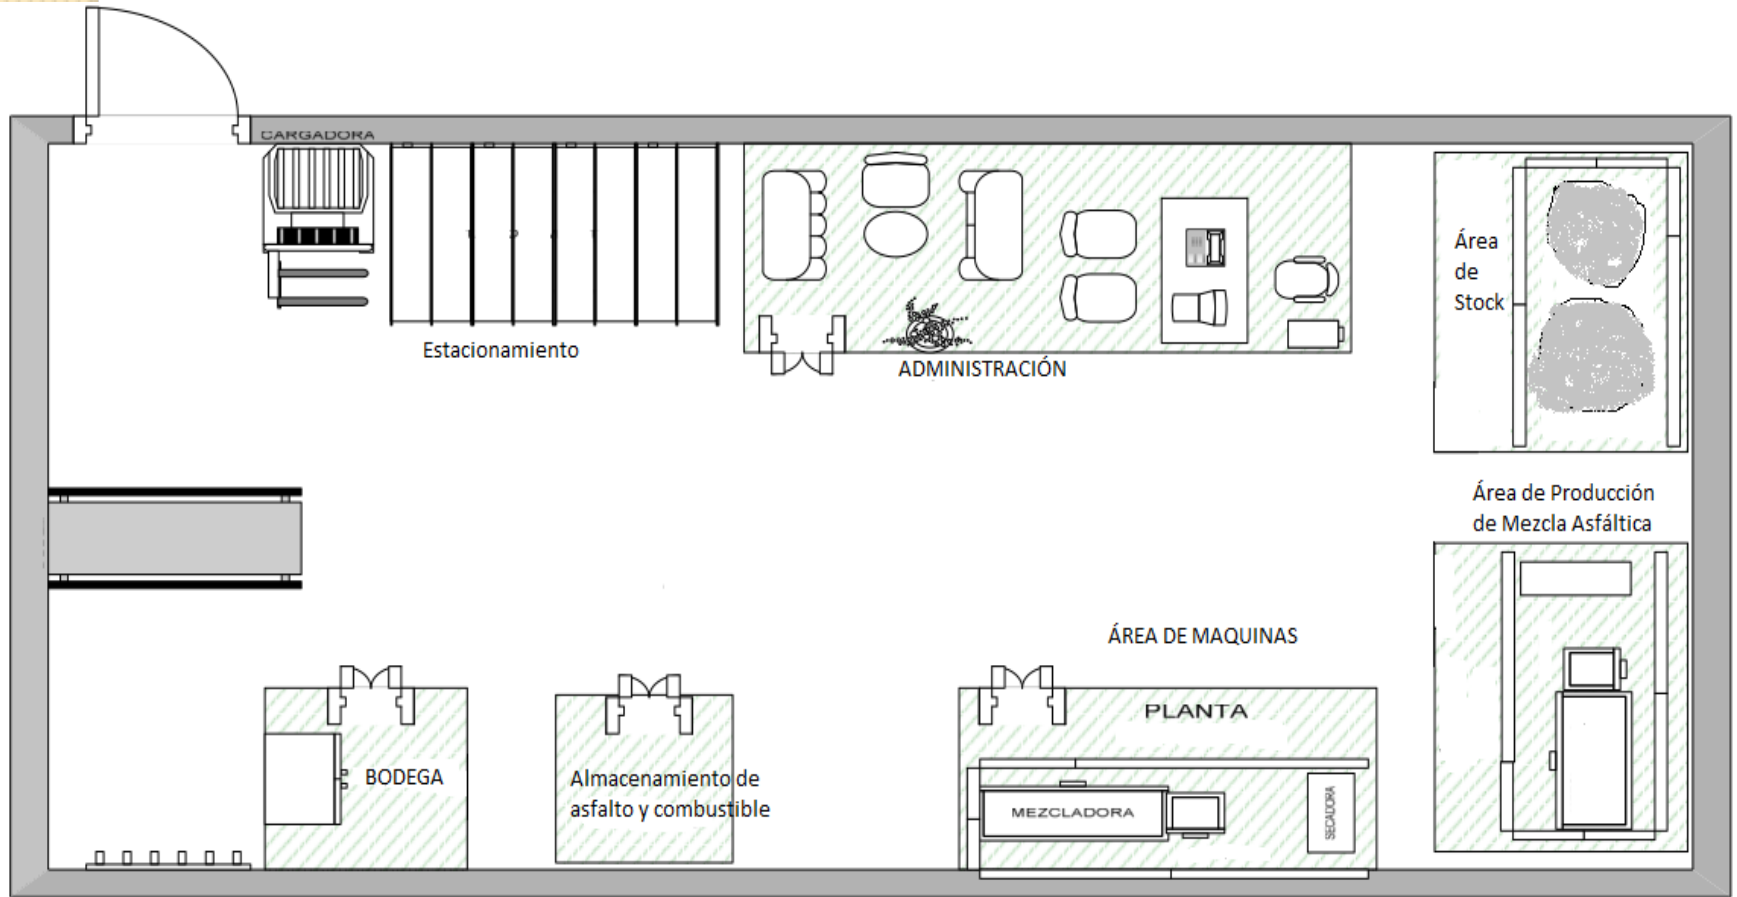 CARGADORA
Estacionamiento
ADMINISTRACIÓN
Área
de
Stock
Área de Producción
de Mezcla Asfáltica
ÁREA DE MAQUINAS
PLANTA
MEZCLADORA
SECADORA
BODEGA
Almacenamiento de
asfalto y combustible